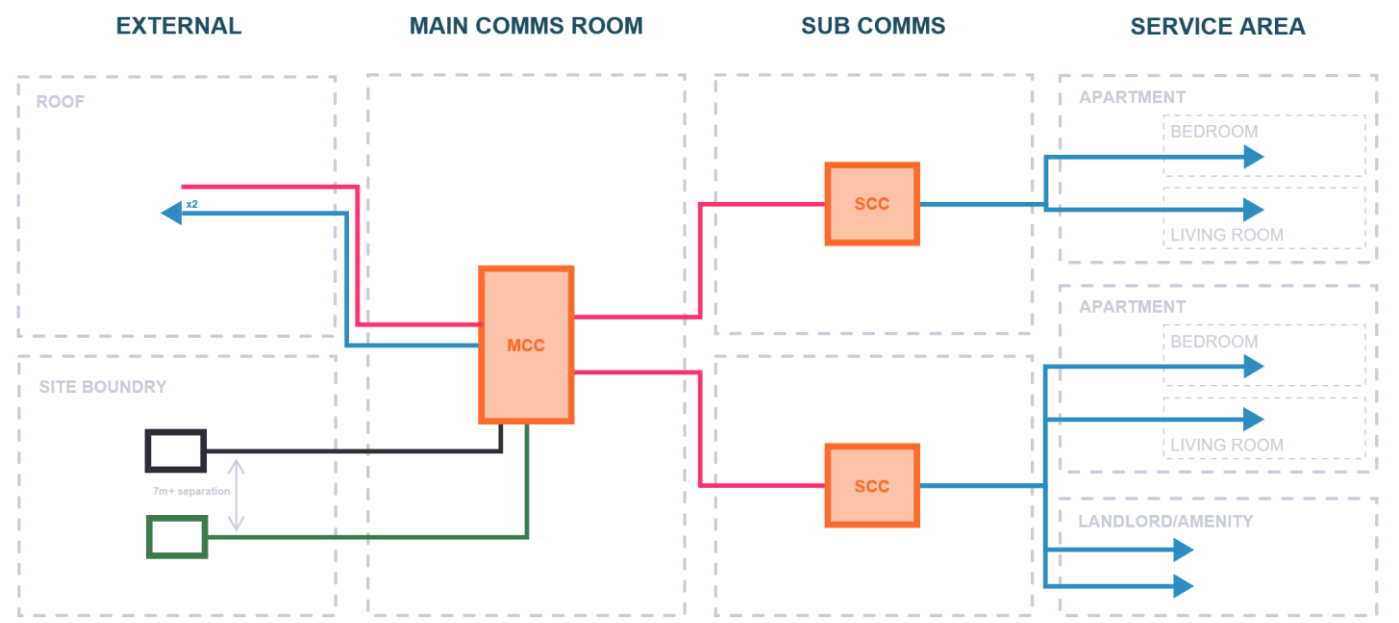 EXTERNAL
MAIN COMMS ROOM
SUB COMMS
SERVICE AREA
ROOF
x2
SITE BOUNDRY
7m+ separation
MCC
SCC
SCC
APARTMENT
BEDROOM
LIVING ROOM
APARTMENT
BEDROOM
LIVING ROOM
LANDLORD/AMENITY